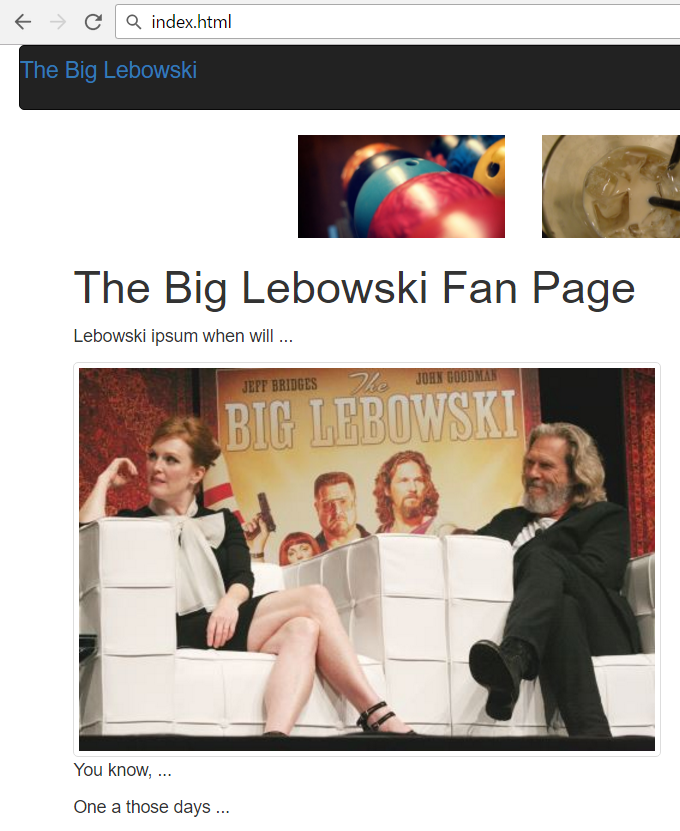 index.html
The Big Lebowski
The Big Lebowski Fan Page
Lebowski ipsum when will ...
JEFF BRIDGES The JOHN GOODMAN
BIG LEBOWSKI
You know, ...
One a those days ...